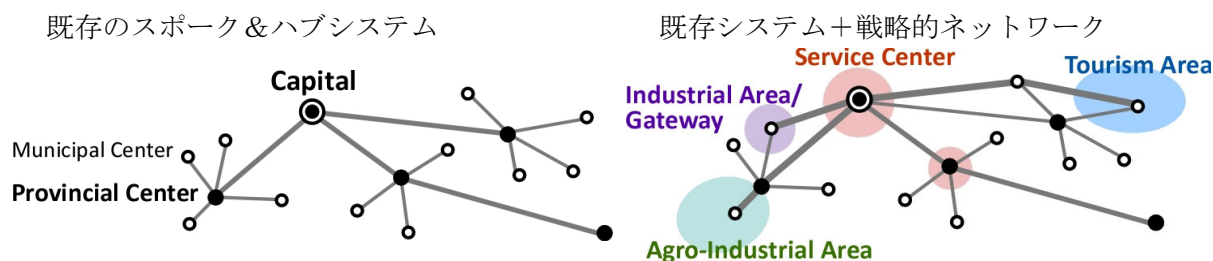 既存のスポーク＆ハブシステム
Capital
Municipal Center
Provincial Center
既存システム＋戦略的ネットワーク
Service Center
Tourism Area
Industrial Area/
Gateway
Agro-Industrial Area